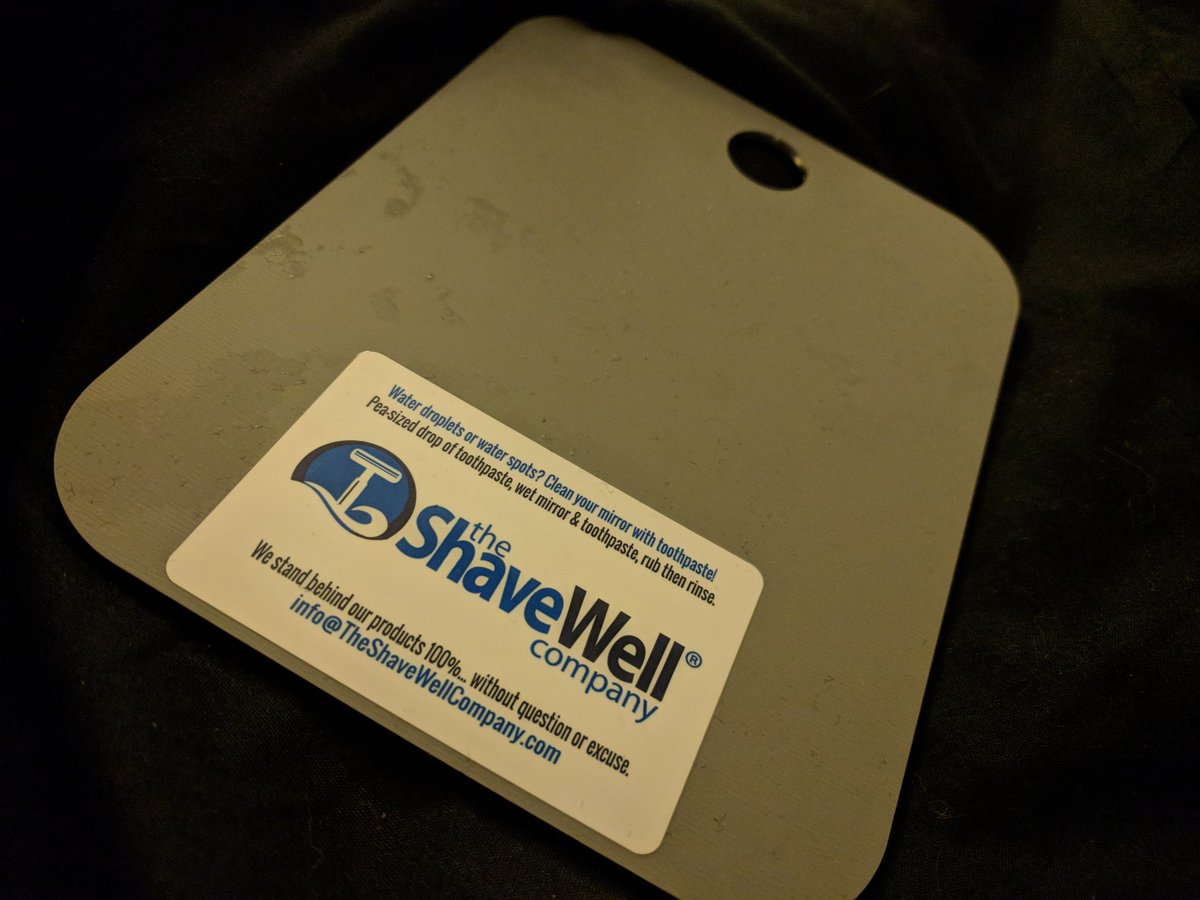 Water droplets or water spots? Clean your mirror with toothpaste!
Pea-sized drop of toothpaste, wet mirror & toothpaste, rub then rinse.
the
ShaveWell®
company
We stand behind our products 100%... without question or excuse.
info@TheShaveWellCompany.com